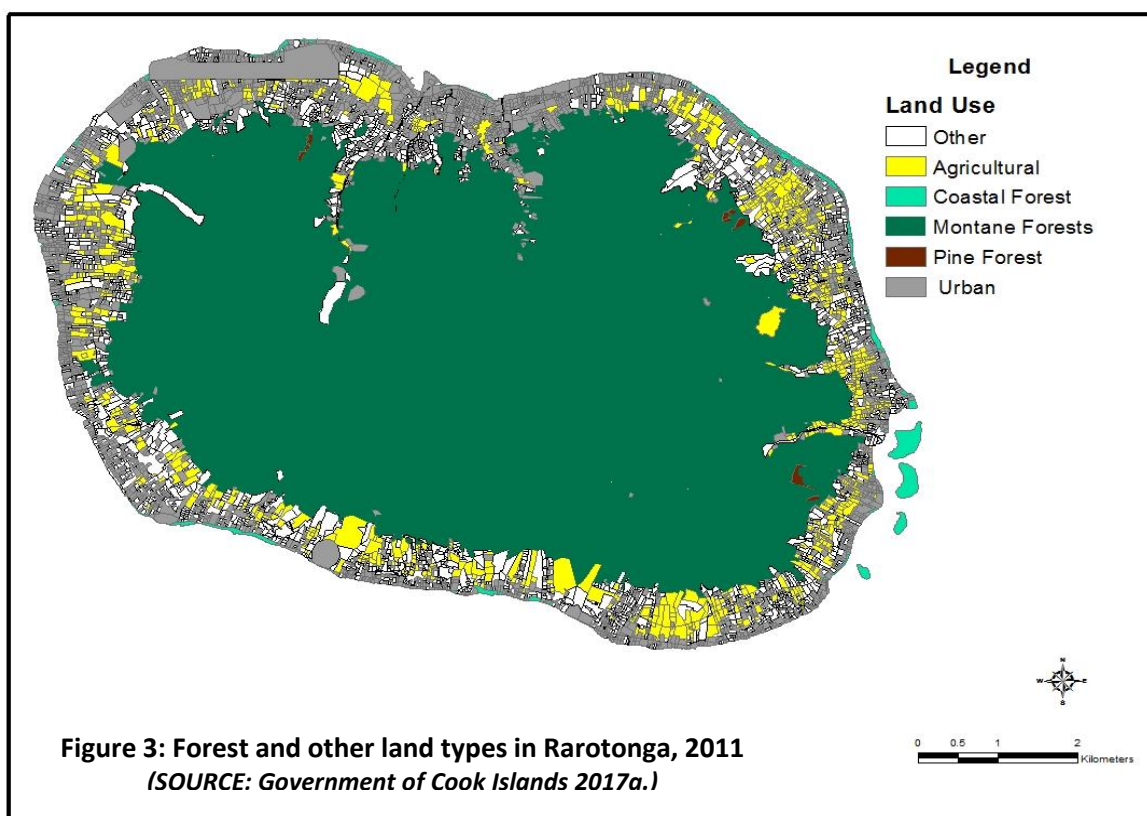 Legend
Land Use
Other
Agricultural
Coastal Forest
Montane Forests
Pine Forest
Urban
N
W E
S
0 0.5 1 2
Kilometers
Figure 3: Forest and other land types in Rarotonga, 2011
(SOURCE: Government of Cook Islands 2017a.)